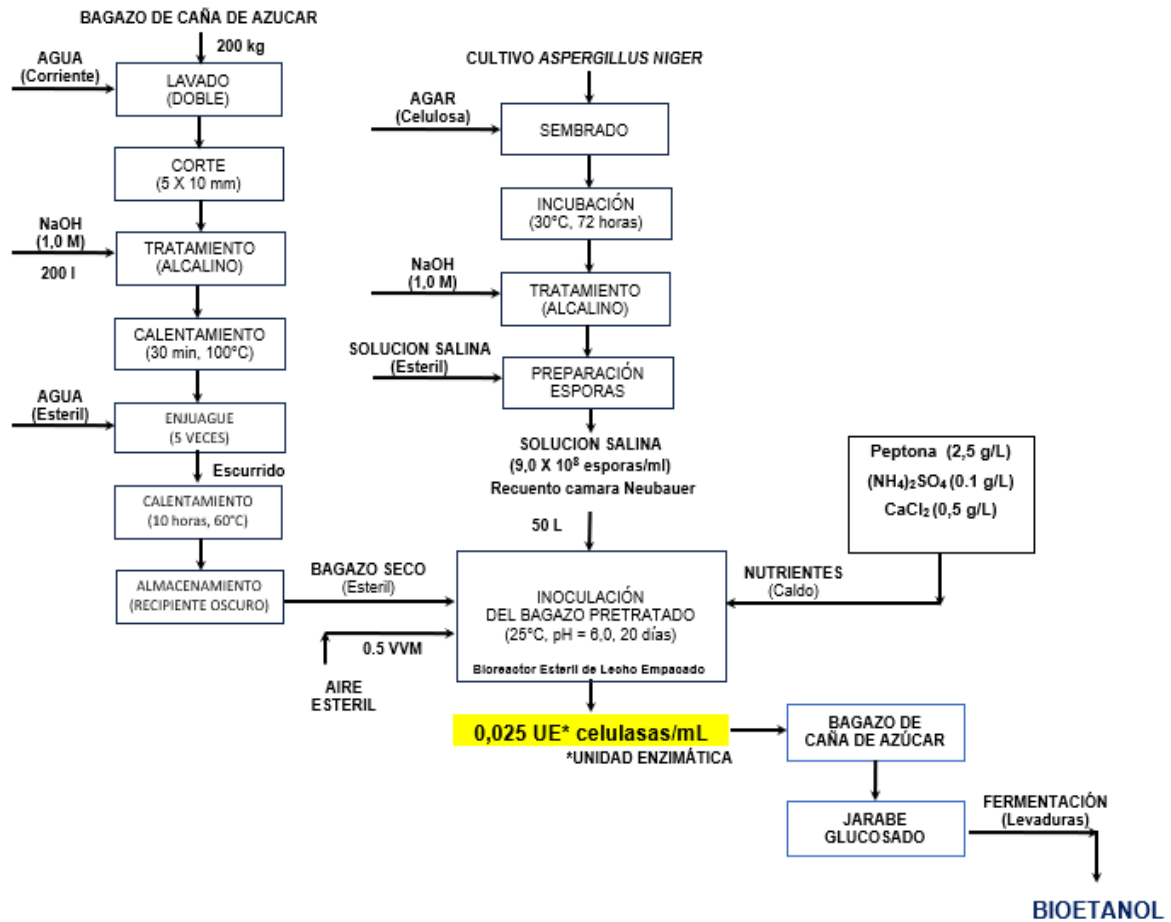 BAGAZO DE CAÑA DE AZUCAR
200 kg
AGUA
(Corriente)
LAVADO
(DOBLE)
CORTE
(5 X 10 mm)
NaOH
(1,0 M)
200 l
TRATAMIENTO
(ALCALINO)
CALENTAMIENTO
(30 min, 100°C)
AGUA
(Esteril)
ENJUAGUE
(5 VECES)
Escurrido
CALENTAMIENTO
(10 horas, 60°C)
ALMACENAMIENTO
(RECIPIENTE OSCURO)
BAGAZO SECO
(Esteril)
0.5 VVM
AIRE
ESTERIL
CULTIVO ASPERGILLUS NIGER
AGAR
(Celulosa)
SEMBRADO
INCUBACIÓN
(30°C, 72 horas)
NaOH
(1,0 M)
TRATAMIENTO
(ALCALINO)
SOLUCION SALINA
(Esteril)
PREPARACIÓN
ESPORAS
SOLUCION SALINA
(9,0 X 10⁸ esporas/ml)
Recuento camara Neubauer
50 L
Peptona (2,5 g/L)
(NH₄)₂SO₄ (0.1 g/L)
CaCl₂ (0,5 g/L)
NUTRIENTES
(Caldo)
INOCULACIÓN
DEL BAGAZO PRETRATADO
(25°C, pH = 6,0, 20 días)
Bioreactor Esteril de Lecho Empacado
0,025 UE* celulasas/mL
*UNIDAD ENZIMÁTICA
BAGAZO DE
CAÑA DE AZÚCAR
JARABE
GLUCOSADO
FERMENTACIÓN
(Levaduras)
BIOETANOL